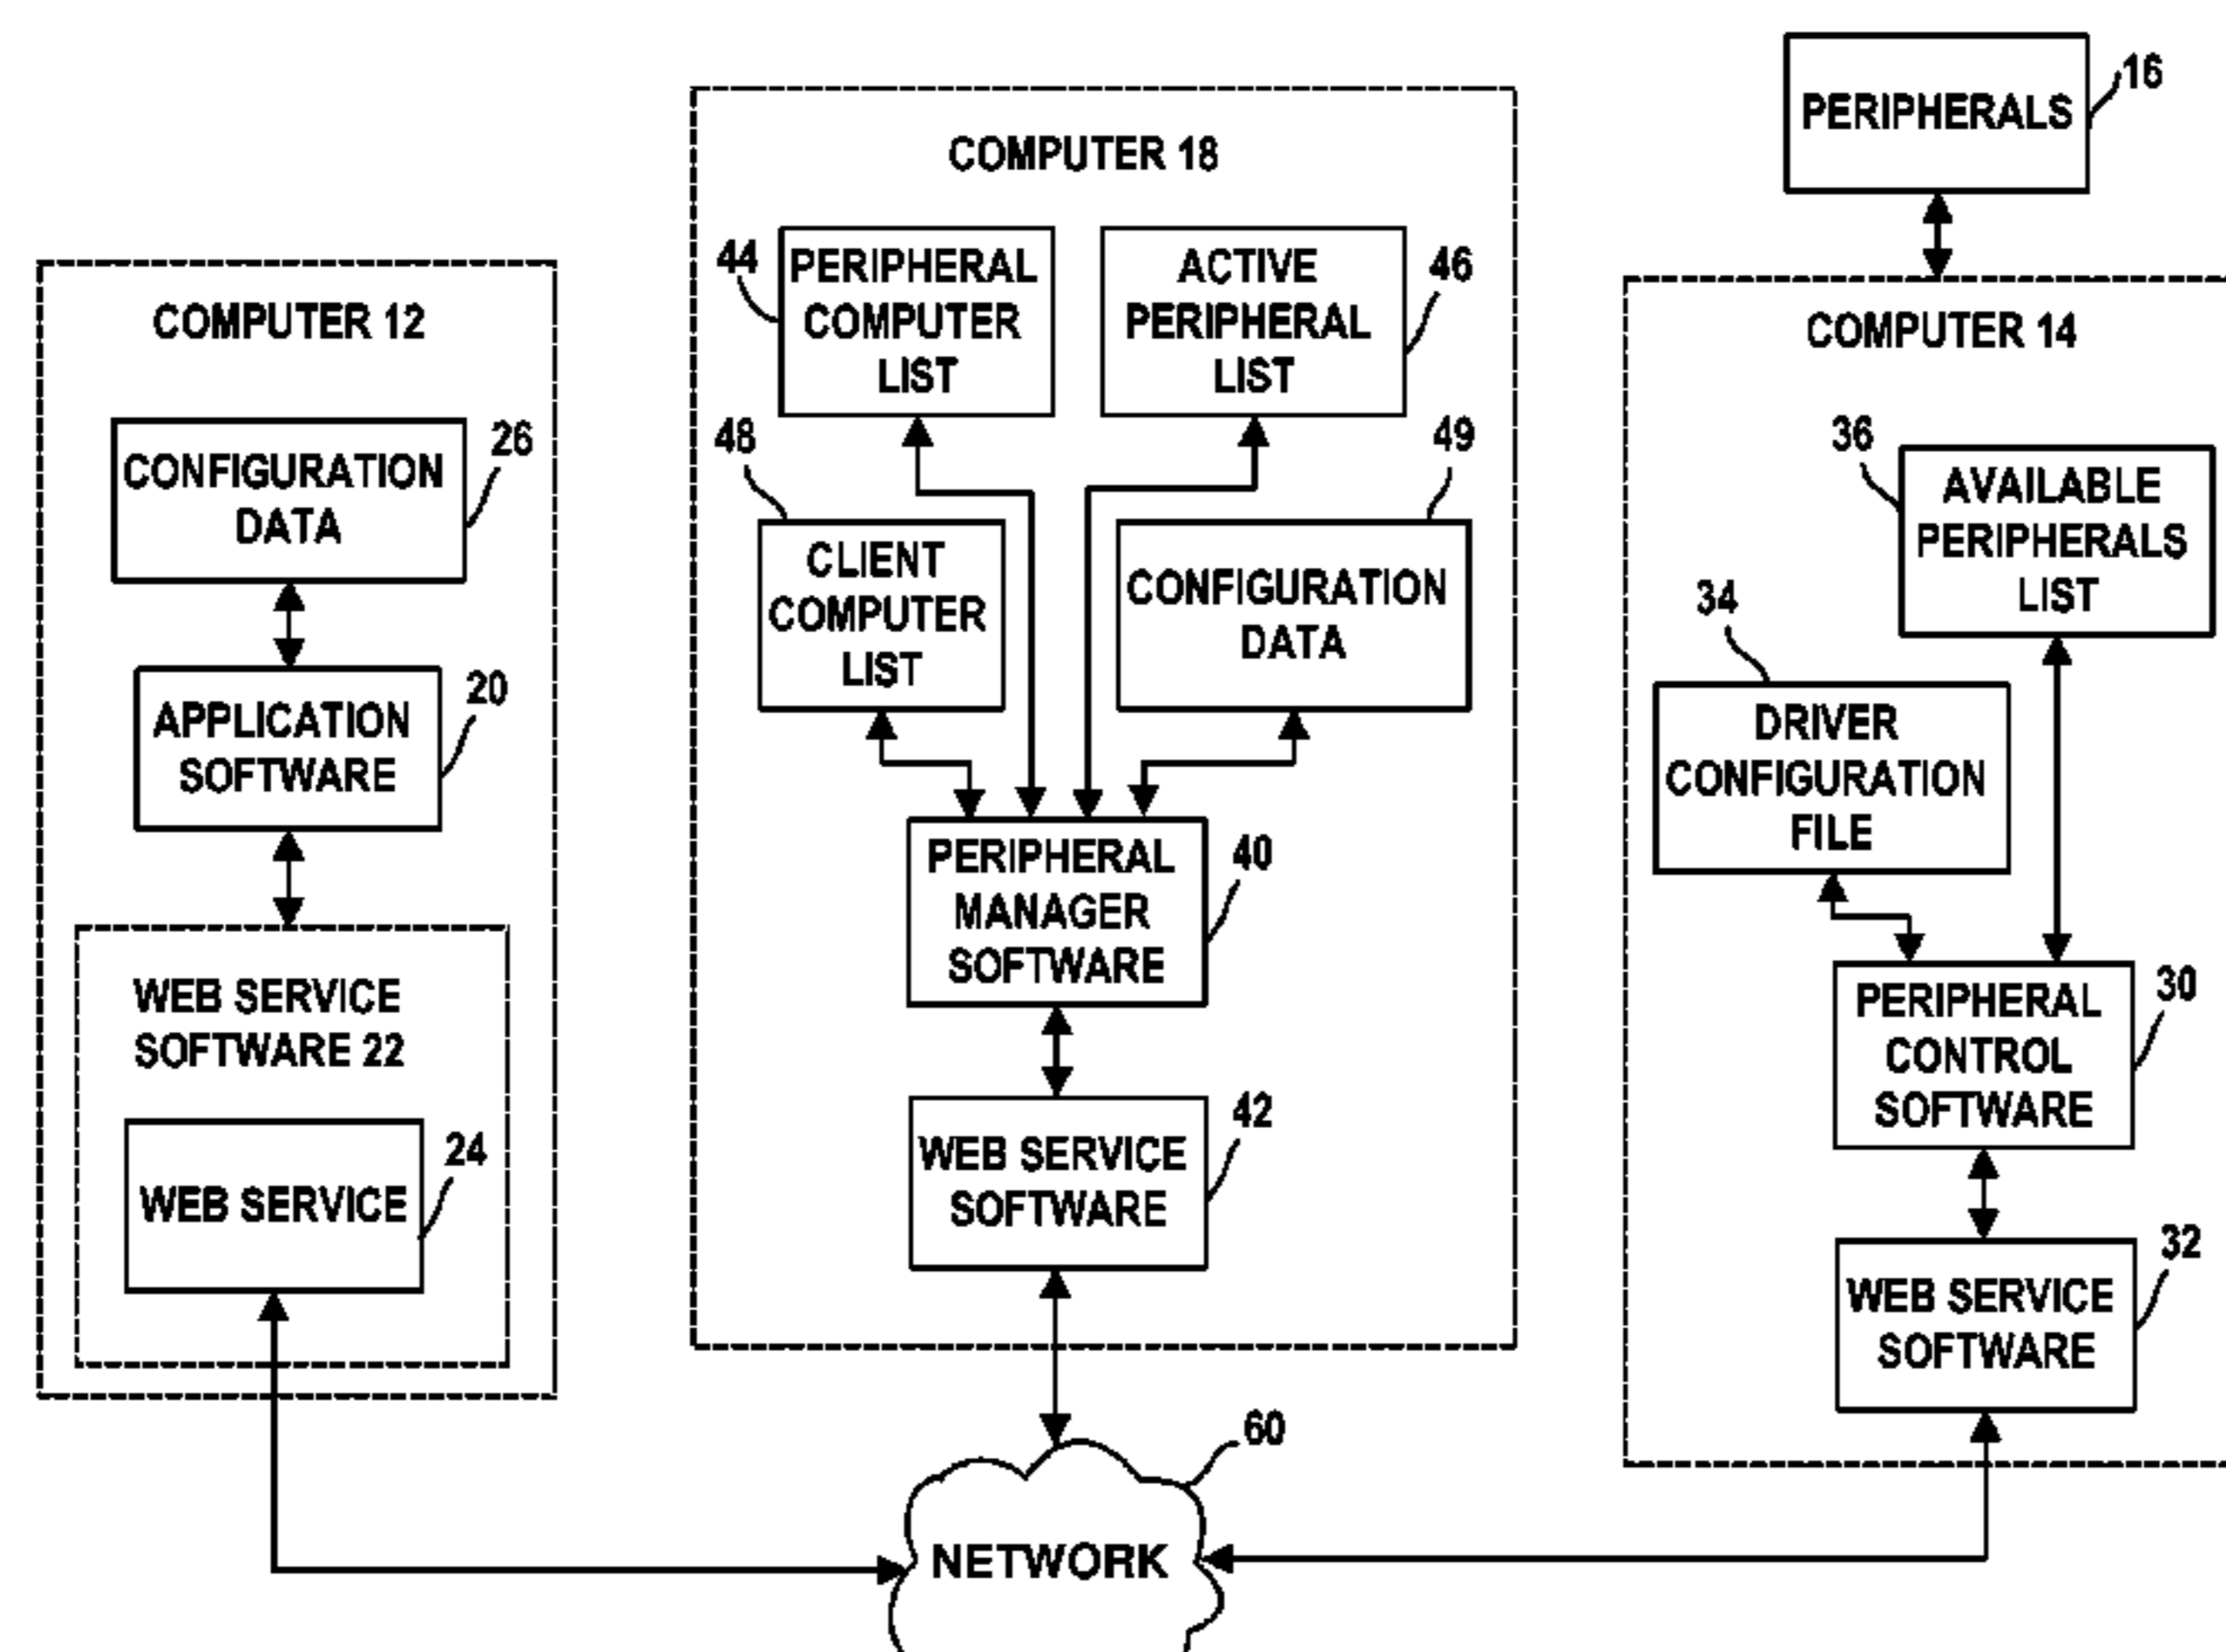 COMPUTER 12
CONFIGURATION
DATA
26
APPLICATION
SOFTWARE
20
WEB SERVICE
SOFTWARE 22
WEB SERVICE
24
COMPUTER 18
44
PERIPHERAL
COMPUTER
LIST
ACTIVE
PERIPHERAL
LIST
46
48
CLIENT
COMPUTER
LIST
49
CONFIGURATION
DATA
PERIPHERAL
MANAGER
SOFTWARE
40
WEB SERVICE
SOFTWARE
42
PERIPHERALS
16
COMPUTER 14
36
AVAILABLE
PERIPHERALS
LIST
34
DRIVER
CONFIGURATION
FILE
PERIPHERAL
CONTROL
SOFTWARE
30
WEB SERVICE
SOFTWARE
32
60
NETWORK